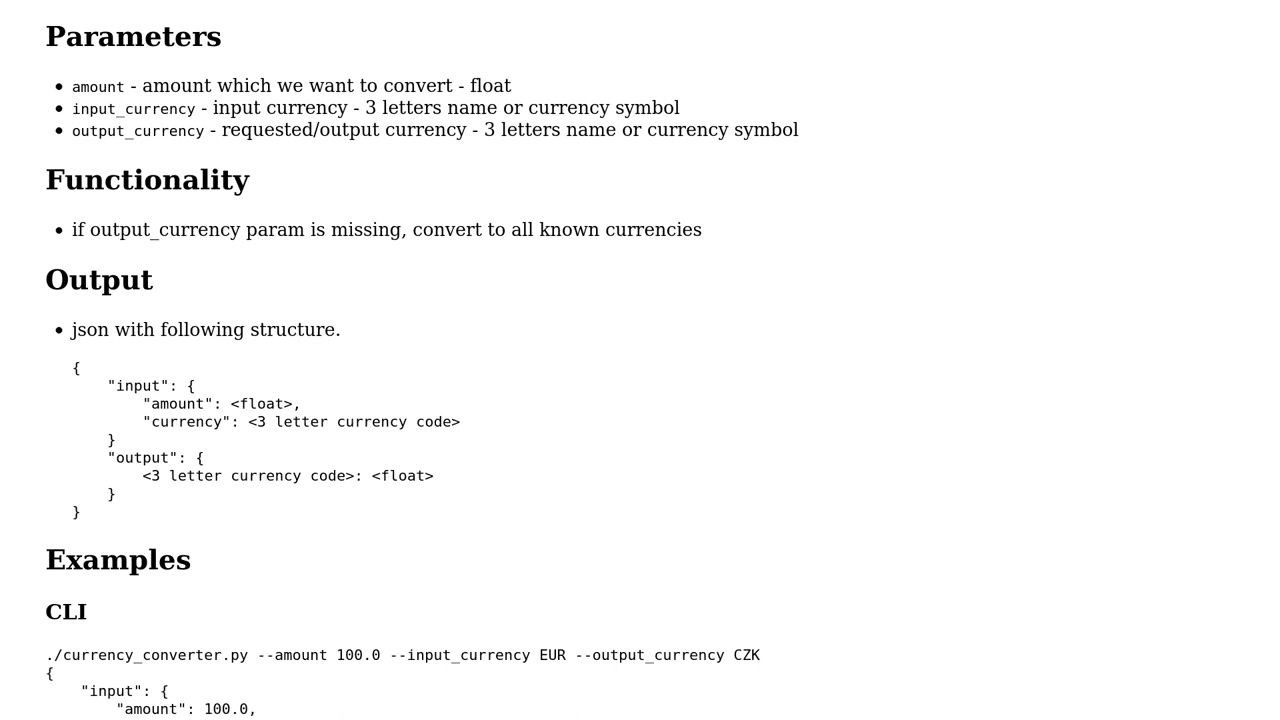 Parameters
• amount - amount which we want to convert - float
• input_currency - input currency - 3 letters name or currency symbol
• output_currency - requested/output currency - 3 letters name or currency symbol
Functionality
• if output_currency param is missing, convert to all known currencies
Output
• json with following structure.
{
    "input": {
        "amount": <float>,
        "currency": <3 letter currency code>
    }
    "output": {
        <3 letter currency code>: <float>
    }
}
Examples
CLI
./currency_converter.py --amount 100.0 --input_currency EUR --output_currency CZK
{
    "input": {
        "amount": 100.0,